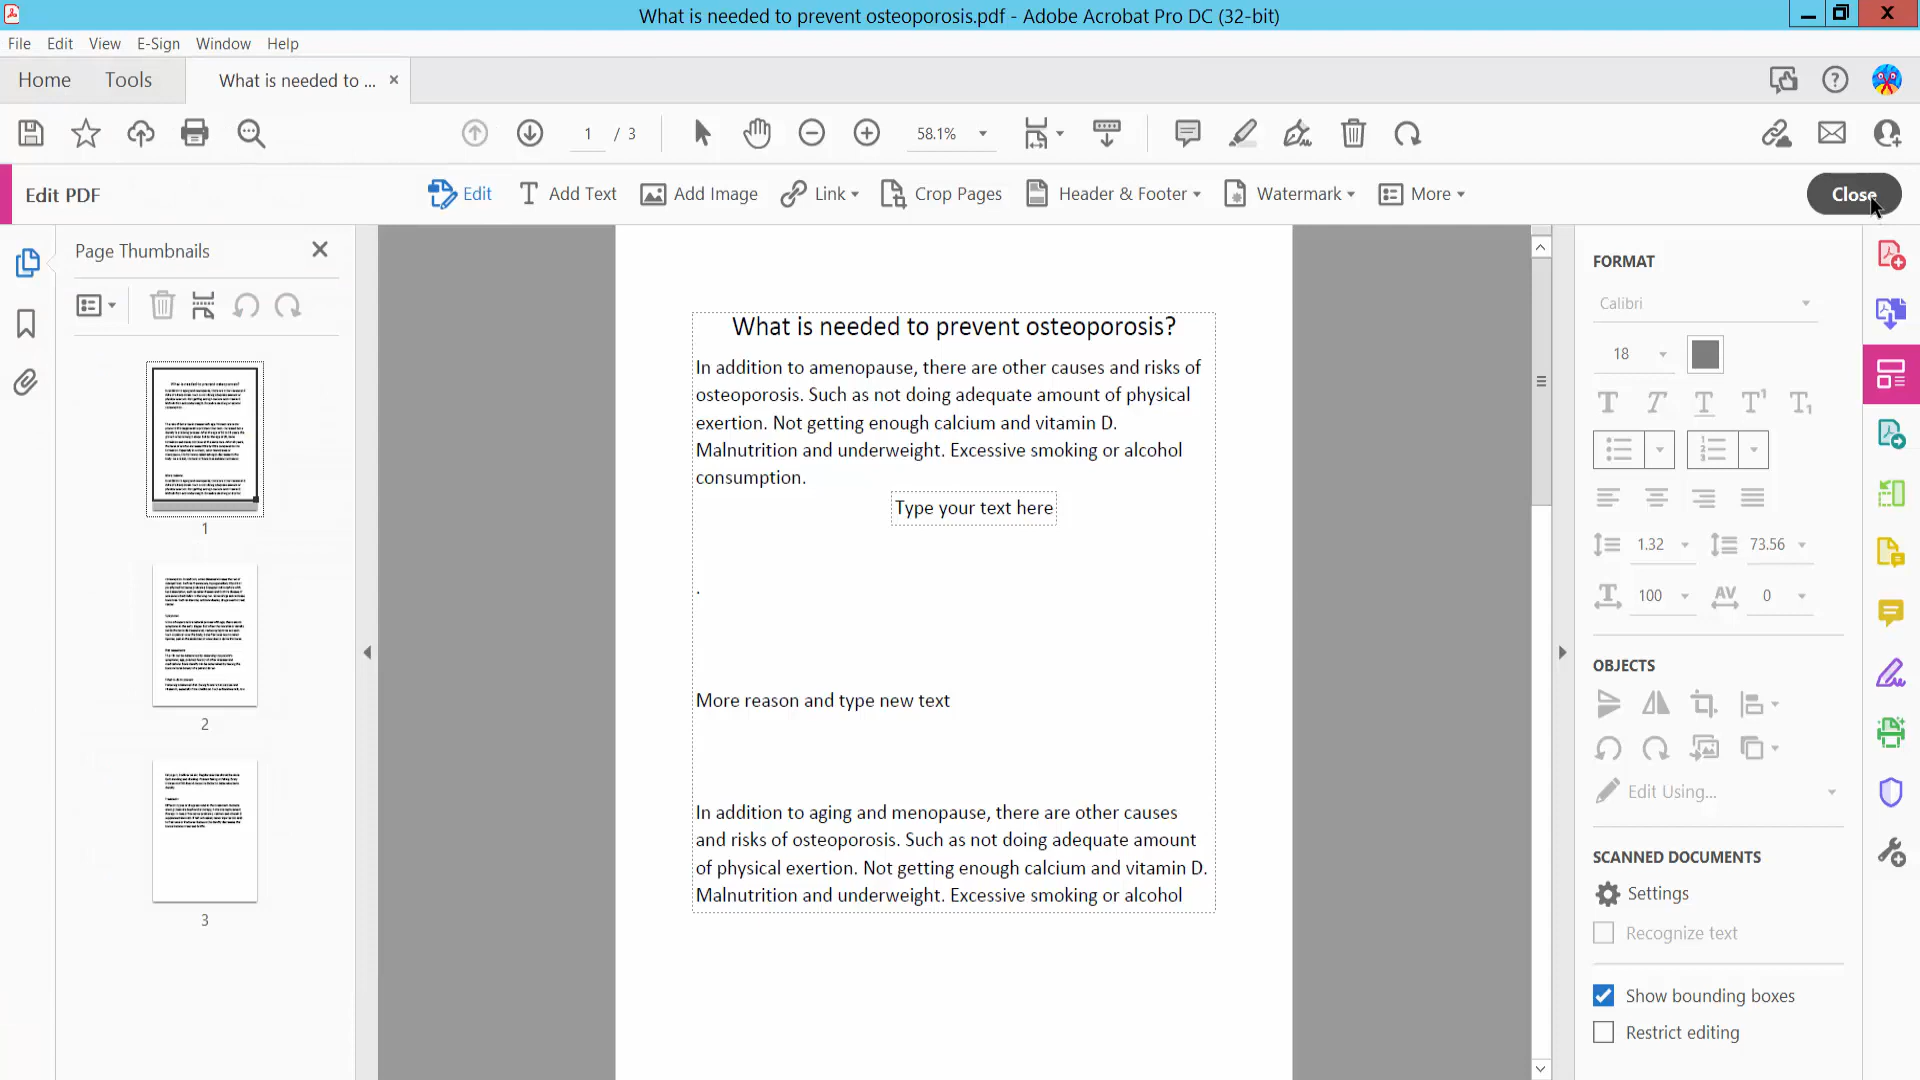 What is needed to prevent osteoporosis.pdf - Adobe Acrobat Pro DC (32-bit)
File Edit View E-Sign Window Help
Home Tools What is needed to ... ×
1 / 3 58.1%
Edit PDF Edit Add Text Add Image Link Crop Pages Header & Footer Watermark More Close
Page Thumbnails
1
2
3
What is needed to prevent osteoporosis?
In addition to amenopause, there are other causes and risks of
osteoporosis. Such as not doing adequate amount of physical
exertion. Not getting enough calcium and vitamin D.
Malnutrition and underweight. Excessive smoking or alcohol
consumption.
Type your text here
.
More reason and type new text
In addition to aging and menopause, there are other causes
and risks of osteoporosis. Such as not doing adequate amount
of physical exertion. Not getting enough calcium and vitamin D.
Malnutrition and underweight. Excessive smoking or alcohol
FORMAT
Calibri
18
T T T T¹ T₁
1.32 73.56
100 AV 0
OBJECTS
Edit Using...
SCANNED DOCUMENTS
Settings
Recognize text
Show bounding boxes
Restrict editing